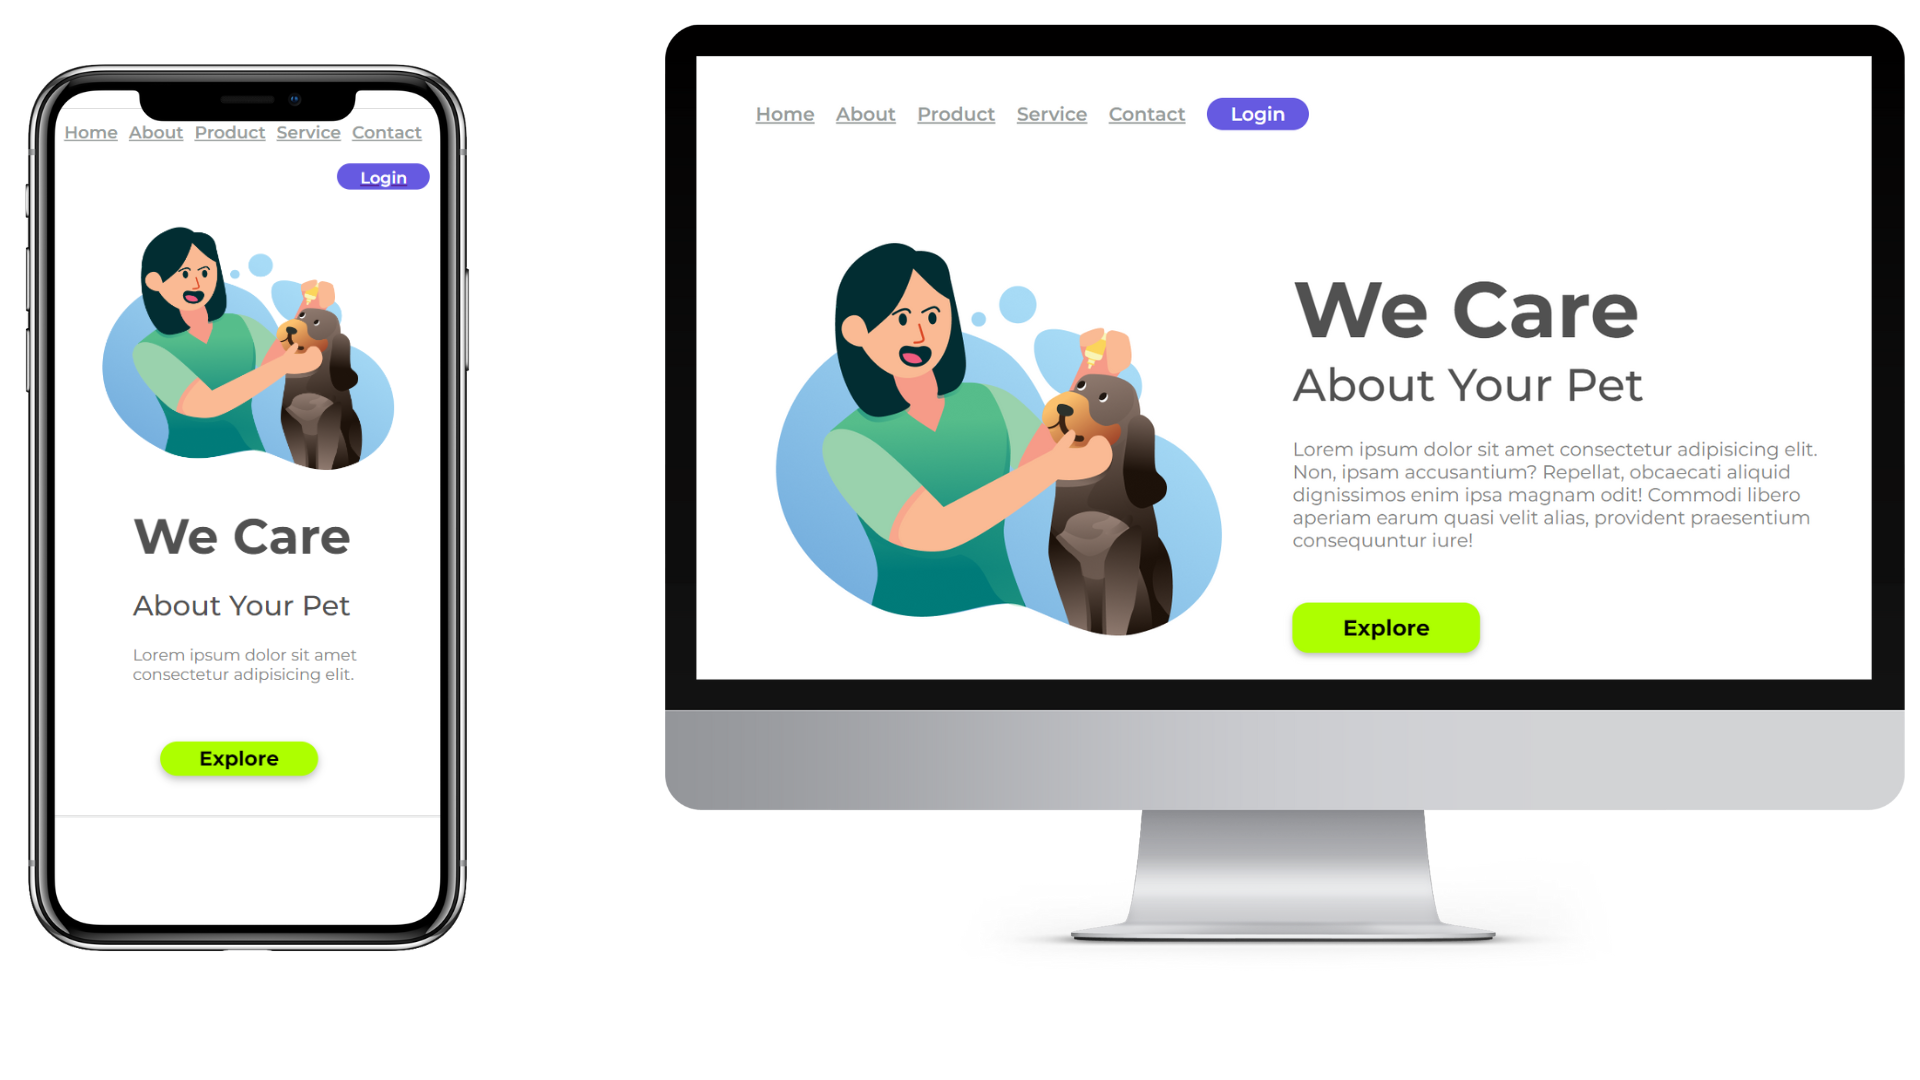 Home About Product Service Contact
Login
We Care
About Your Pet
Lorem ipsum dolor sit amet
consectetur adipisicing elit.
Explore
Home About Product Service Contact Login
We Care
About Your Pet
Lorem ipsum dolor sit amet consectetur adipisicing elit.
Non, ipsam accusantium? Repellat, obcaecati aliquid
dignissimos enim ipsa magnam odit! Commodi libero
aperiam earum quasi velit alias, provident praesentium
consequuntur iure!
Explore